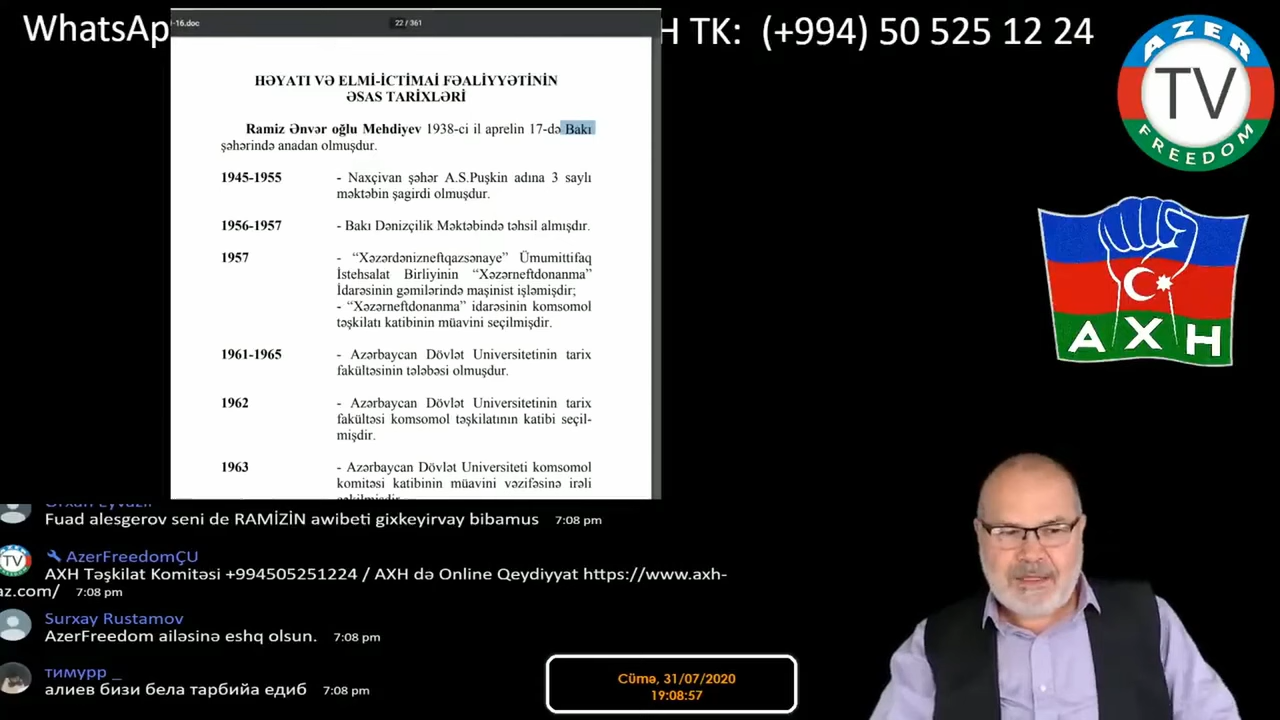 WhatsAp
H TK:  (+994) 50 525 12 24
AZER
TV
FREEDOM
-16.doc
22 / 361
HƏYATI VƏ ELMİ-İCTİMAİ FƏALİYYƏTİNİN
ƏSAS TARİXLƏRİ
Ramiz Ənvər oğlu Mehdiyev 1938-ci il aprelin 17-də Bakı
şəhərində anadan olmuşdur.
1945-1955 - Naxçivan şəhər A.S.Puşkin adına 3 saylı
məktəbin şagirdi olmuşdur.
1956-1957 - Bakı Dənizçilik Məktəbində təhsil almışdır.
1957 - “Xəzərdənizneftqazsənaye” Ümumittifaq
İstehsalat Birliyinin “Xəzərneftdonanma”
İdarəsinin gəmilərində maşinist işləmişdir;
- “Xəzərneftdonanma” idarəsinin komsomol
təşkilatı katibinin müavini seçilmişdir.
1961-1965 - Azərbaycan Dövlət Universitetinin tarix
fakültəsinin tələbəsi olmuşdur.
1962 - Azərbaycan Dövlət Universitetinin tarix
fakültəsi komsomol təşkilatının katibi seçil-
mişdir.
1963 - Azərbaycan Dövlət Universiteti komsomol
komitəsi katibinin müavini vəzifəsinə irəli
AXH
Fuad alesgerov seni de RAMİZİN awibeti gixkeyirvay bibamus 7:08 pm
TV
AzerFreedomÇU
AXH Təşkilat Komitəsi +994505251224 / AXH də Online Qeydiyyat https://www.axh-
az.com/ 7:08 pm
Surxay Rustamov
AzerFreedom ailəsinə eshq olsun. 7:08 pm
тимурр _
алиев бизи бела тарбийа едиб 7:08 pm
Cümə, 31/07/2020
19:08:57